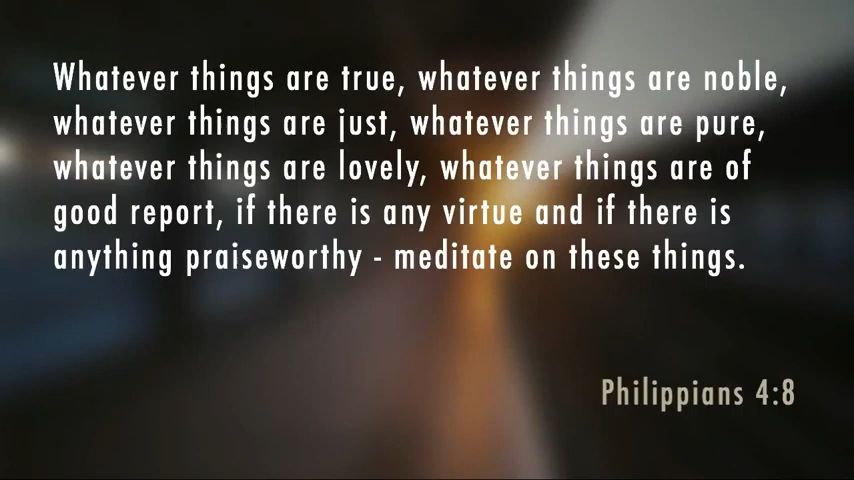 Whatever things are true, whatever things are noble,
whatever things are just, whatever things are pure,
whatever things are lovely, whatever things are of
good report, if there is any virtue and if there is
anything praiseworthy - meditate on these things.
Philippians 4:8